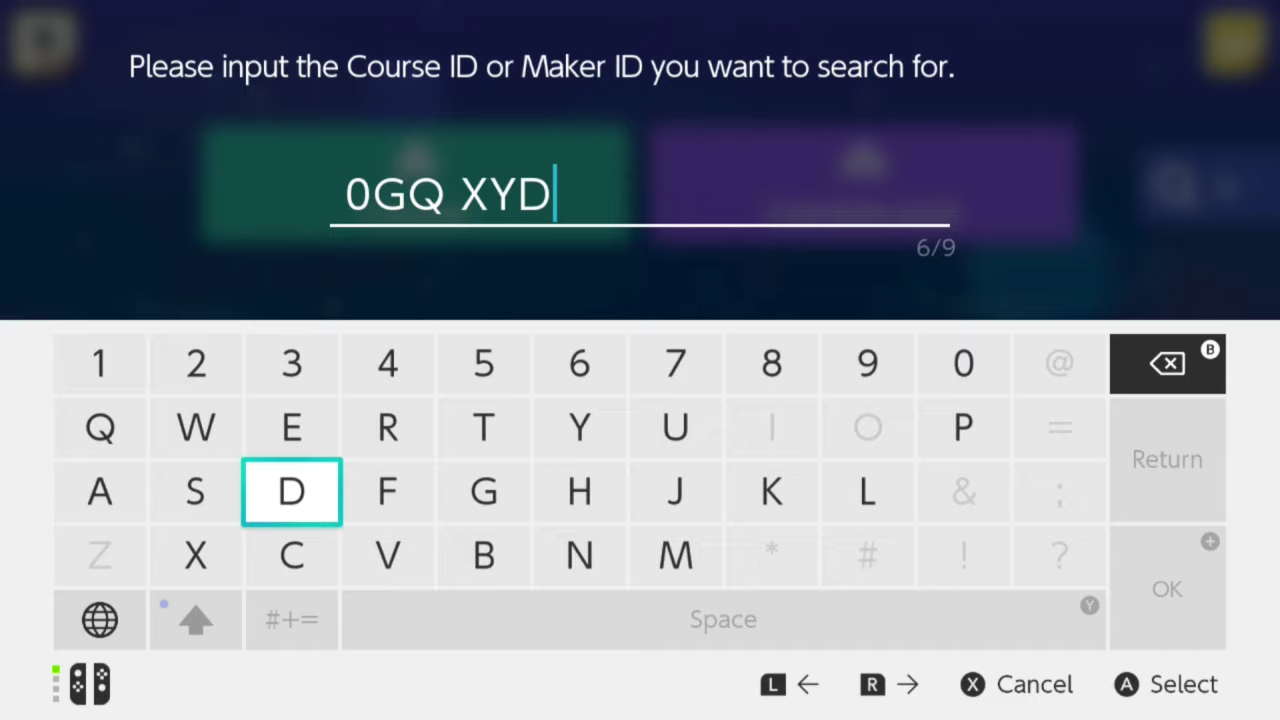 Please input the Course ID or Maker ID you want to search for.
0GQ XYD
6/9
1 2 3 4 5 6 7 8 9 0 @ B
Q W E R T Y U I O P =
Return
A S D F G H J K L & ;
Z X C V B N M * # ! ?
+
OK
#+= Space Y
L ← R → X Cancel A Select